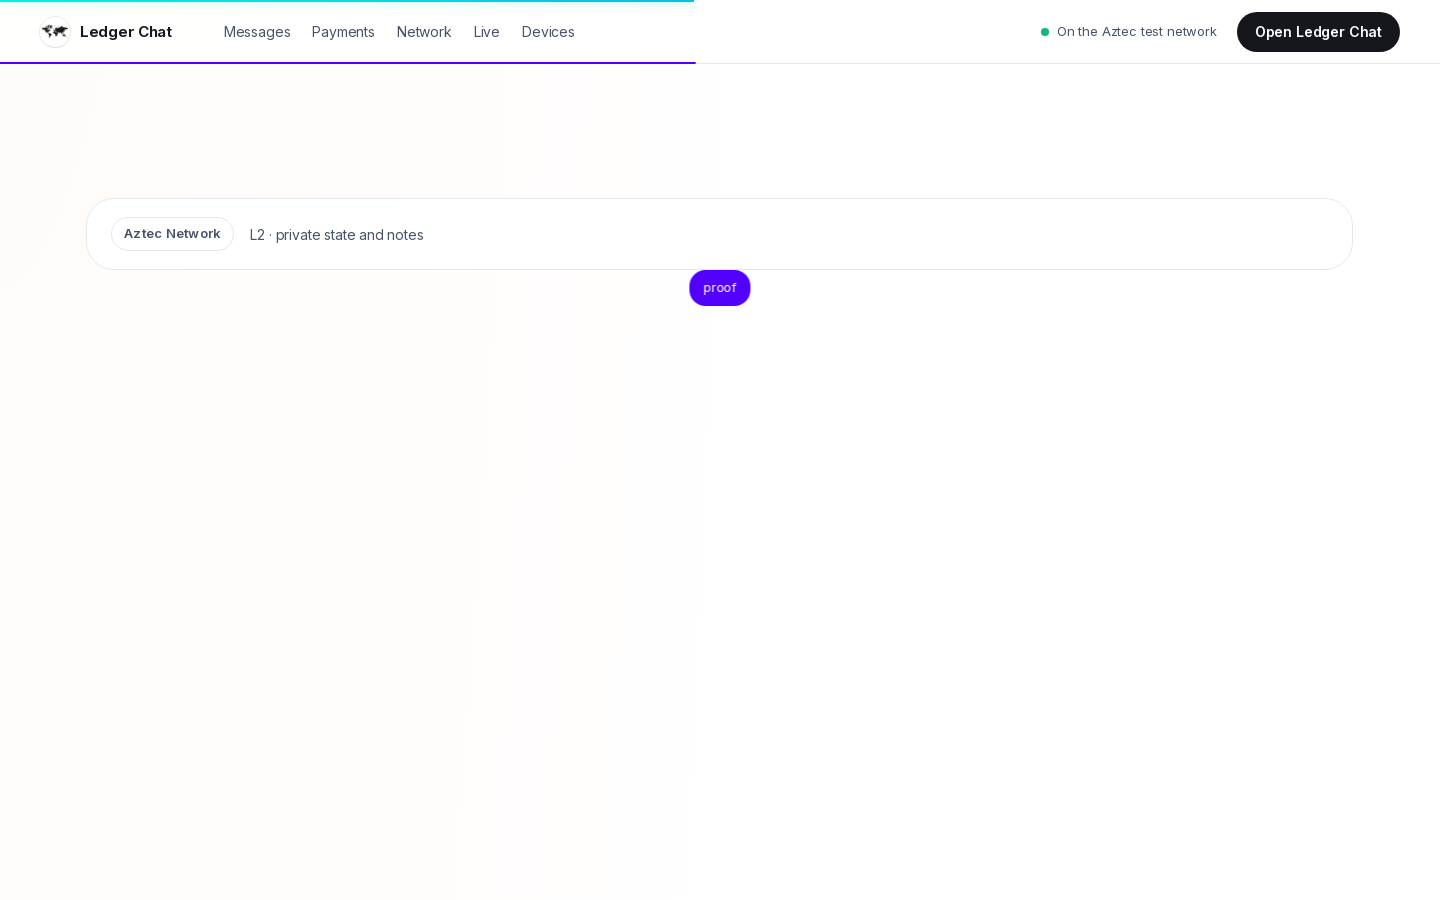 Ledger Chat
Messages
Payments
Network
Live
Devices
On the Aztec test network
Open Ledger Chat
Aztec Network
L2 · private state and notes
proof